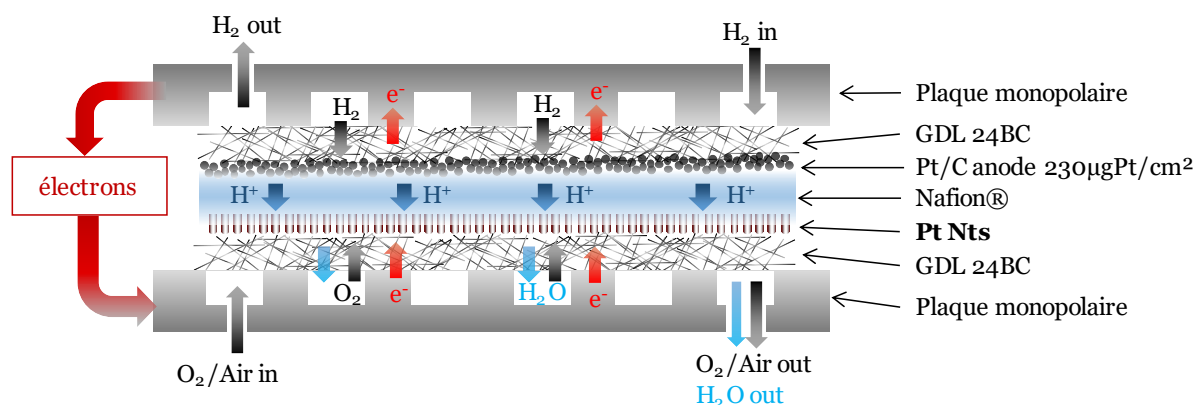 H₂ out
H₂ in
H₂
e⁻
H₂
e⁻
Plaque monopolaire
GDL 24BC
Pt/C anode 230µgPt/cm²
électrons
H⁺
H⁺
H⁺
H⁺
Nafion®
Pt Nts
GDL 24BC
O₂
e⁻
H₂O
e⁻
Plaque monopolaire
O₂/Air in
O₂/Air out
H₂O out